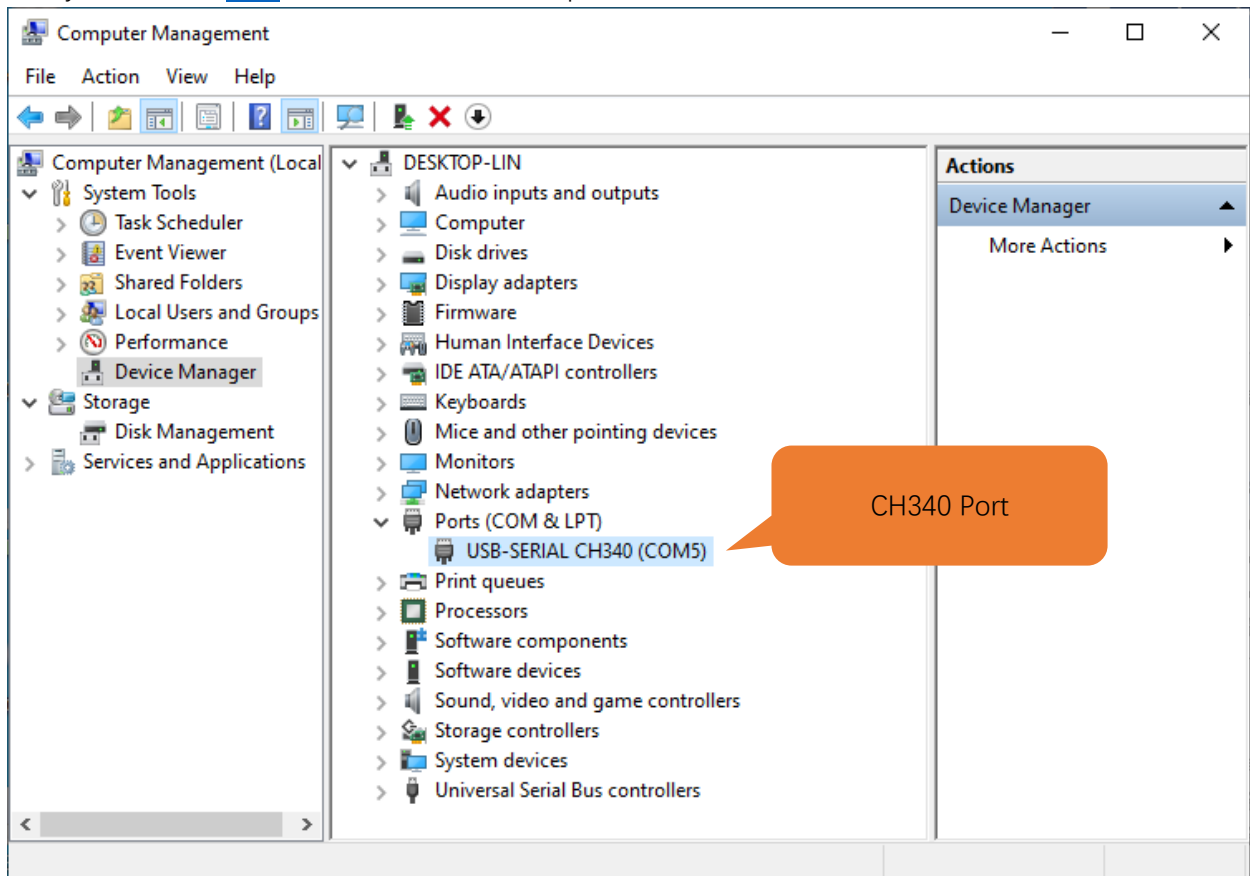 Computer Management
File Action View Help
Computer Management (Local
System Tools
Task Scheduler
Event Viewer
Shared Folders
Local Users and Groups
Performance
Device Manager
Storage
Disk Management
Services and Applications
DESKTOP-LIN
Audio inputs and outputs
Computer
Disk drives
Display adapters
Firmware
Human Interface Devices
IDE ATA/ATAPI controllers
Keyboards
Mice and other pointing devices
Monitors
Network adapters
Ports (COM & LPT)
USB-SERIAL CH340 (COM5)
Print queues
Processors
Software components
Software devices
Sound, video and game controllers
Storage controllers
System devices
Universal Serial Bus controllers
CH340 Port
Actions
Device Manager
More Actions